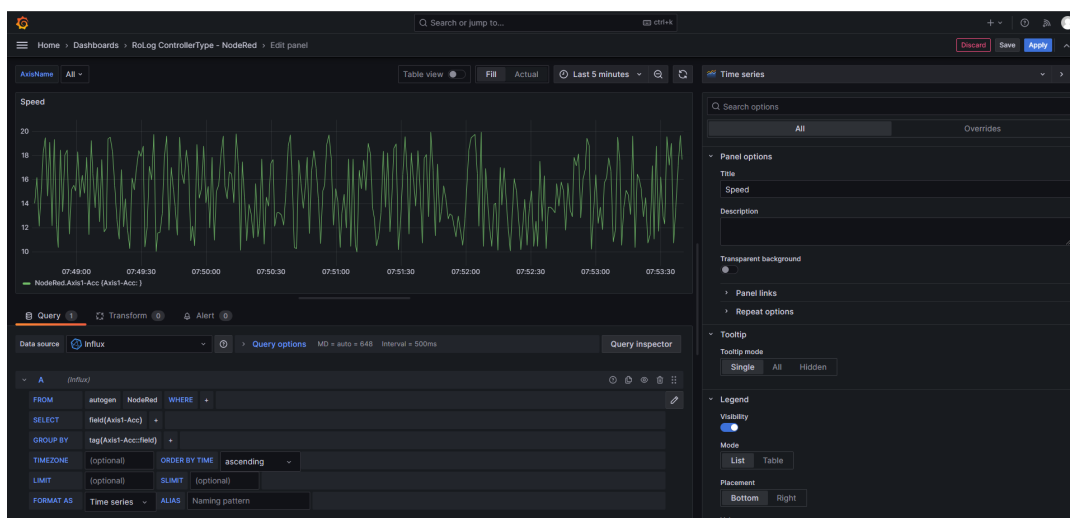 Search or jump to... ctrl+k
Home › Dashboards › RoLog ControllerType - NodeRed › Edit panel Discard Save Apply
AxisName All Table view Fill Actual Last 5 minutes
Time series
Speed
20
18
16
14
12
10
07:49:00 07:49:30 07:50:00 07:50:30 07:51:00 07:51:30 07:52:00 07:52:30 07:53:00 07:53:30
NodeRed.Axis1-Acc {Axis1-Acc: }
Query 1 Transform 0 Alert 0
Data source Influx Query options MD = auto = 648 Interval = 500ms Query inspector
A (Influx)
FROM autogen NodeRed WHERE +
SELECT field(Axis1-Acc) +
GROUP BY tag(Axis1-Acc::field) +
TIMEZONE (optional) ORDER BY TIME ascending
LIMIT (optional) SLIMIT (optional)
FORMAT AS Time series ALIAS Naming pattern
Search options
All Overrides
Panel options
Title
Speed
Description
Transparent background
Panel links
Repeat options
Tooltip
Tooltip mode
Single All Hidden
Legend
Visibility
Mode
List Table
Placement
Bottom Right